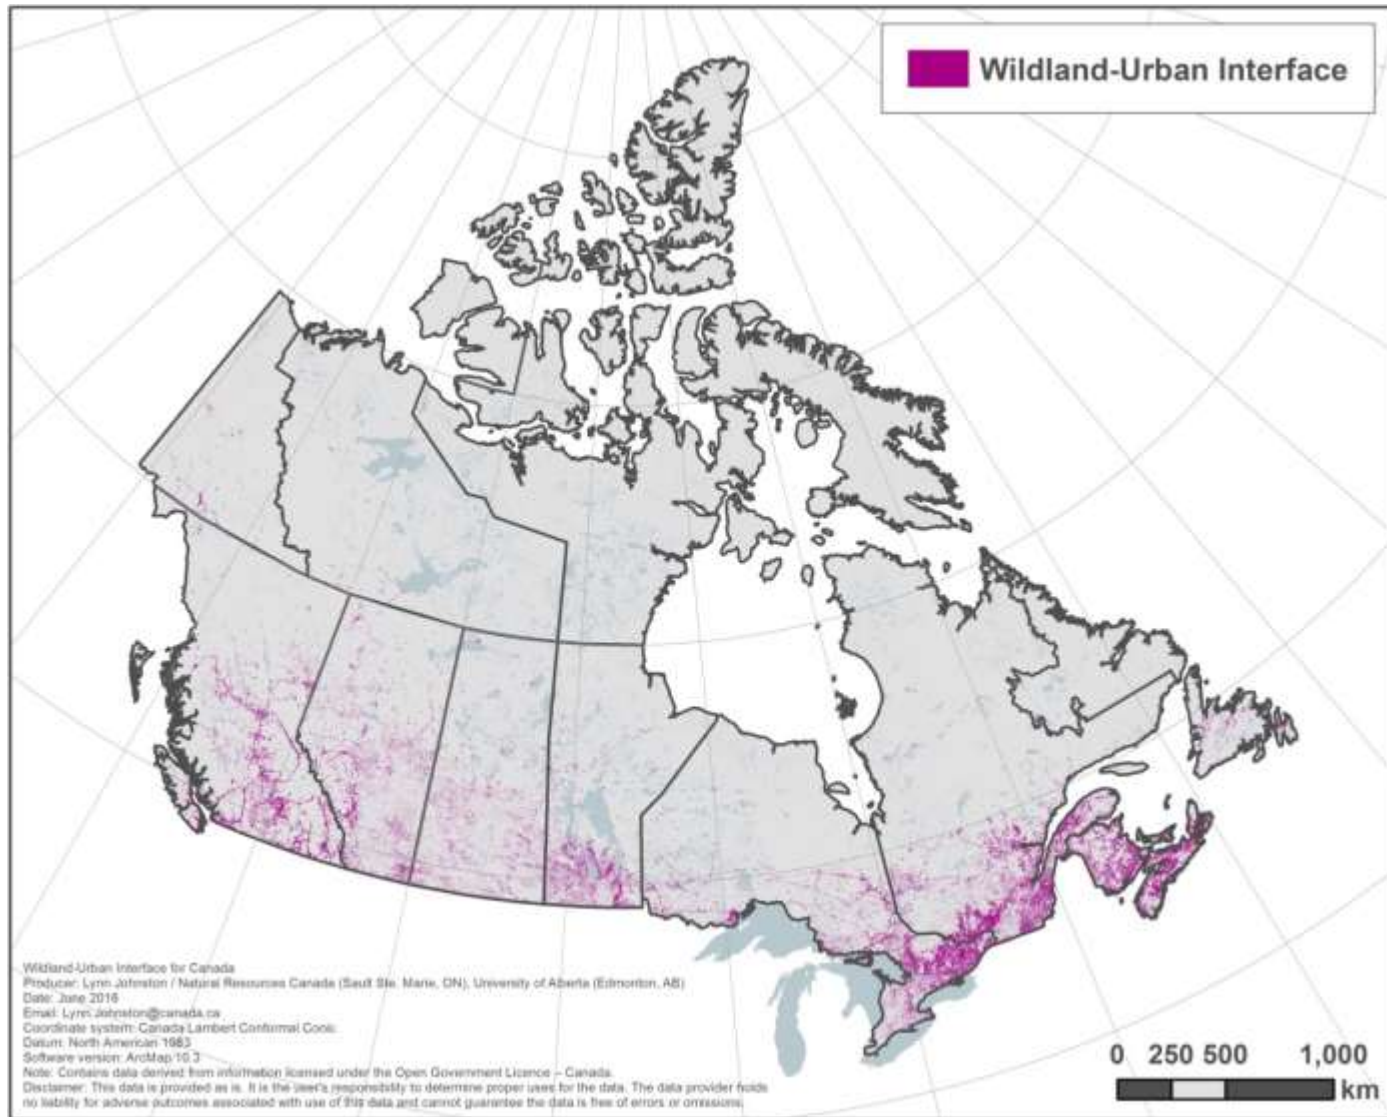 Wildland-Urban Interface
Wildland-Urban Interface for Canada
Producer: Lynn Johnston / Natural Resources Canada (Sault Ste. Marie, ON), University of Alberta (Edmonton, AB)
Date: June 2016
Email: Lynn.Johnston@canada.ca
Coordinate system: Canada Lambert Conformal Conic
Datum: North American 1983
Software version: ArcMap 10.3
Note: Contains data derived from information licensed under the Open Government Licence – Canada.
Disclaimer: This data is provided as is. It is the user's responsibility to determine proper uses for the data. The data provider holds
no liability for adverse outcomes associated with use of this data and cannot guarantee the data is free of errors or omissions.
0 250 500 1,000
km